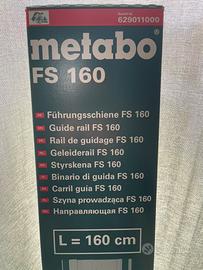 629011000
metabo
FS 160
Führungsschiene FS 160
Guide rail FS 160
Rail de guidage FS 160
Geleiderail FS 160
Styrskena FS 160
Binario di guida FS 160
Carril guía FS 160
Szyna prowadząca FS 160
Направляющая FS 160
L = 160 cm